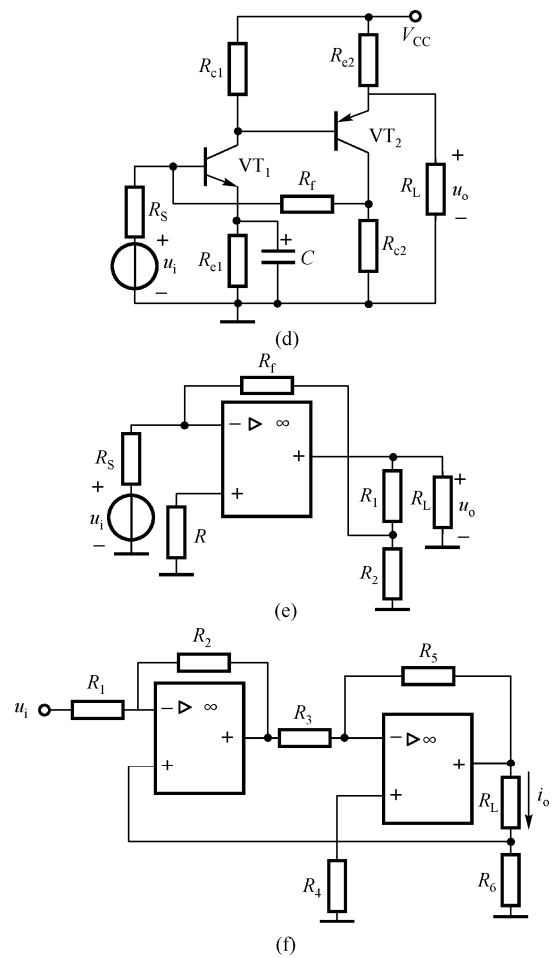 V_CC
R_c1
R_e2
VT_1
VT_2
R_f
R_L
+
u_o
−
R_S
+
u_i
−
R_e1
+
C
R_c2
(d)
R_f
− ▷ ∞
+
+
R_S
+
u_i
−
R
R_1
R_L
+
u_o
−
R_2
(e)
R_2
R_5
u_i
R_1
− ▷ ∞
+
+
R_3
− ▷ ∞
+
+
R_L
i_o
R_4
R_6
(f)